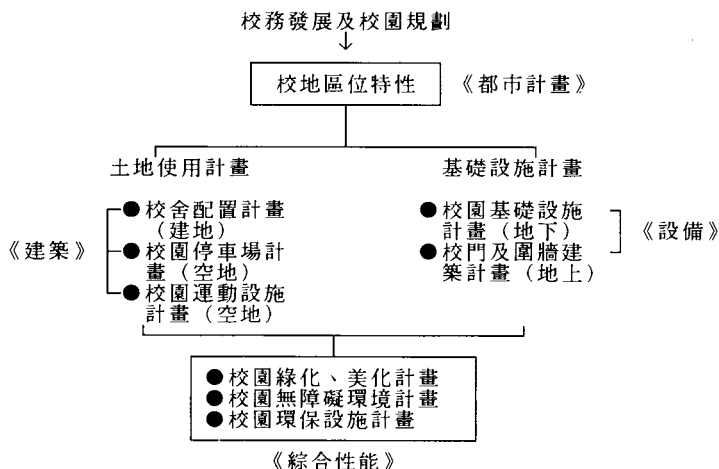 校務發展及校園規劃
校地區位特性 《都市計畫》
土地使用計畫 基礎設施計畫
●校舍配置計畫
(建地)
●校園停車場計
畫(空地)
●校園運動設施
計畫(空地)
《建築》
●校園基礎設施
計畫(地下)
●校門及圍牆建
築計畫(地上)
《設備》
●校園綠化、美化計畫
●校園無障礙環境計畫
●校園環保設施計畫
《綜合性能》